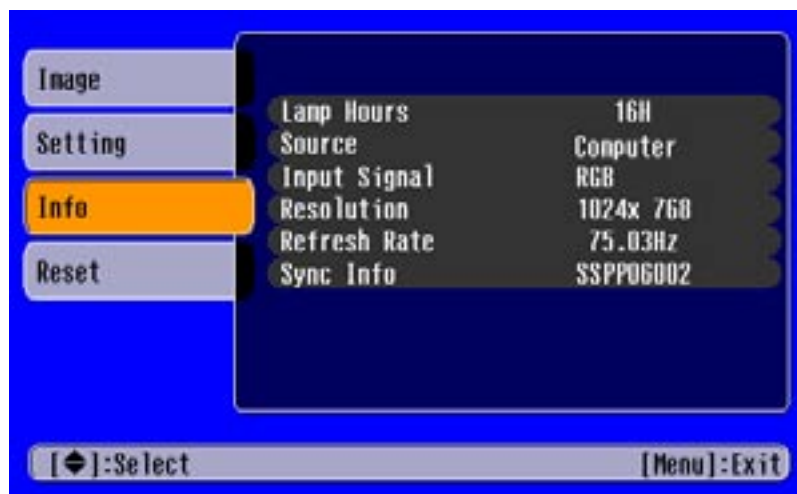 Image
Setting
Info
Reset
Lamp Hours 16H
Source Computer
Input Signal RGB
Resolution 1024x 768
Refresh Rate 75.03Hz
Sync Info SSPP06002
[◆]:Select [Menu]:Exit